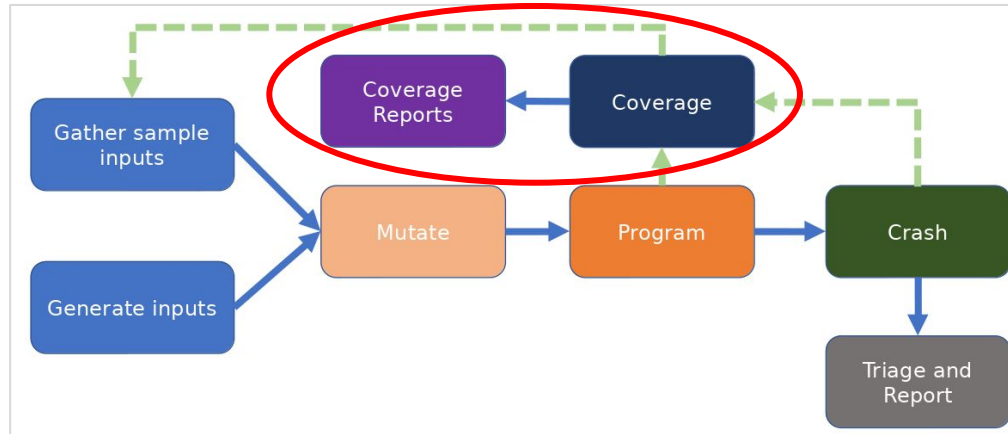 Coverage
Reports
Coverage
Gather sample
inputs
Mutate
Program
Crash
Generate inputs
Triage and
Report